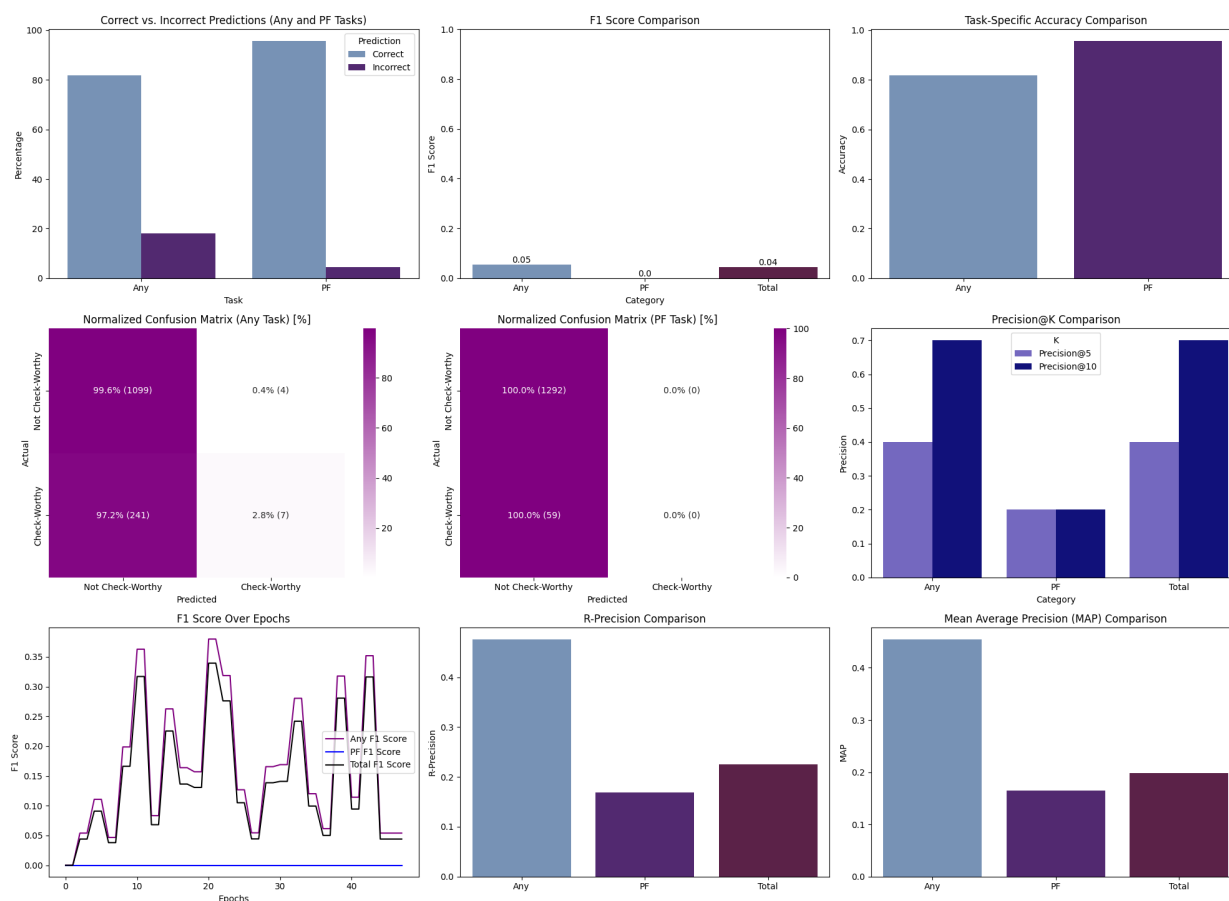 Correct vs. Incorrect Predictions (Any and PF Tasks)
Percentage
100
80
60
40
20
0
Prediction
Correct
Incorrect
Any
PF
Task
F1 Score Comparison
F1 Score
1.0
0.8
0.6
0.4
0.2
0.0
0.05
0.0
0.04
Any
PF
Total
Category
Task-Specific Accuracy Comparison
Accuracy
1.0
0.8
0.6
0.4
0.2
0.0
Any
PF
Normalized Confusion Matrix (Any Task) [%]
Actual
Not Check-Worthy
Check-Worthy
99.6% (1099)
0.4% (4)
97.2% (241)
2.8% (7)
Not Check-Worthy
Check-Worthy
Predicted
80
60
40
20
Normalized Confusion Matrix (PF Task) [%]
Actual
Not Check-Worthy
Check-Worthy
100.0% (1292)
0.0% (0)
100.0% (59)
0.0% (0)
Not Check-Worthy
Check-Worthy
Predicted
100
80
60
40
20
0
Precision@K Comparison
Precision
0.7
0.6
0.5
0.4
0.3
0.2
0.1
0.0
K
Precision@5
Precision@10
Any
PF
Total
Category
F1 Score Over Epochs
F1 Score
0.35
0.30
0.25
0.20
0.15
0.10
0.05
0.00
Any F1 Score
PF F1 Score
Total F1 Score
0
10
20
30
40
Epochs
R-Precision Comparison
R-Precision
0.4
0.3
0.2
0.1
0.0
Any
PF
Total
Mean Average Precision (MAP) Comparison
MAP
0.4
0.3
0.2
0.1
0.0
Any
PF
Total